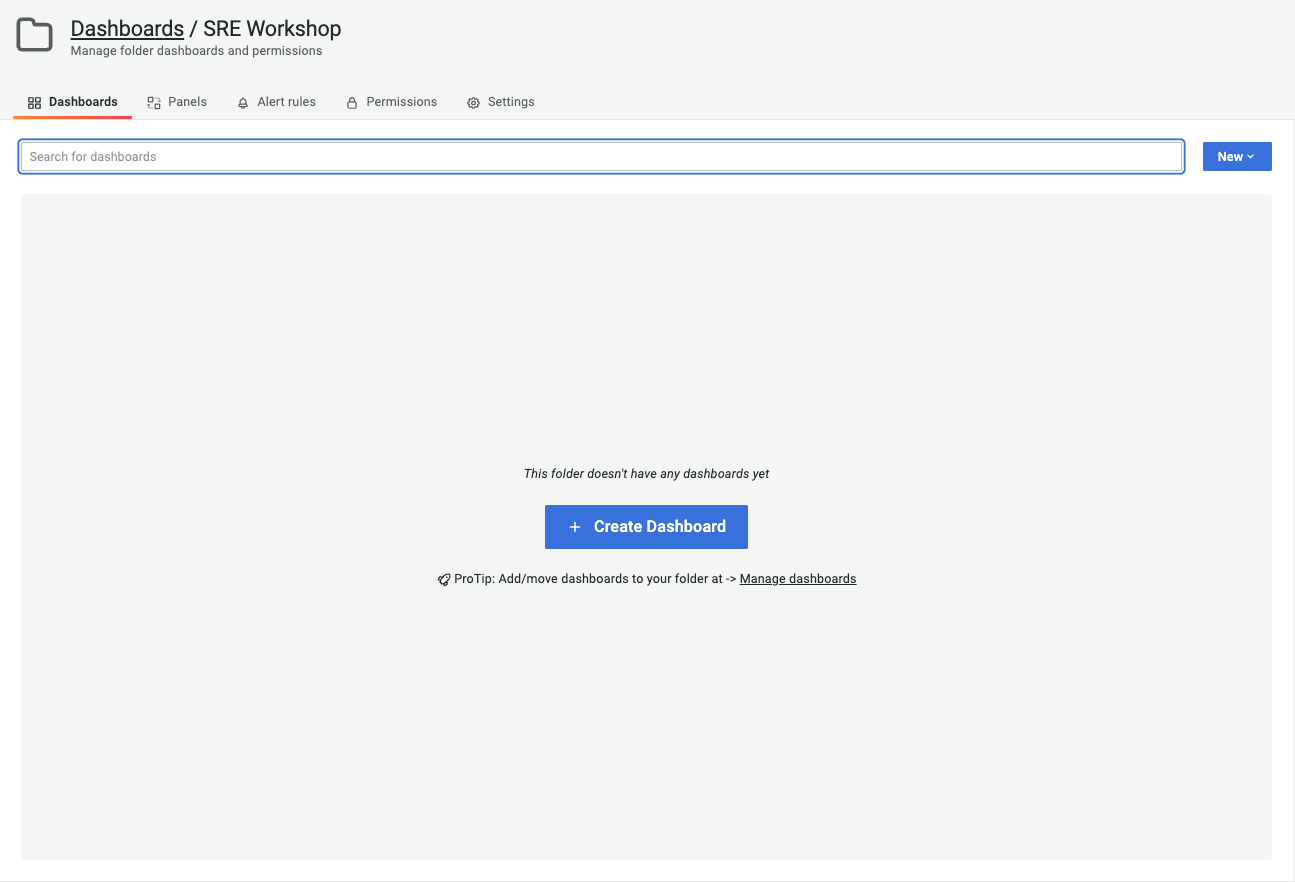 Dashboards / SRE Workshop
Manage folder dashboards and permissions
Dashboards Panels Alert rules Permissions Settings
Search for dashboards New
This folder doesn't have any dashboards yet
+ Create Dashboard
ProTip: Add/move dashboards to your folder at -> Manage dashboards